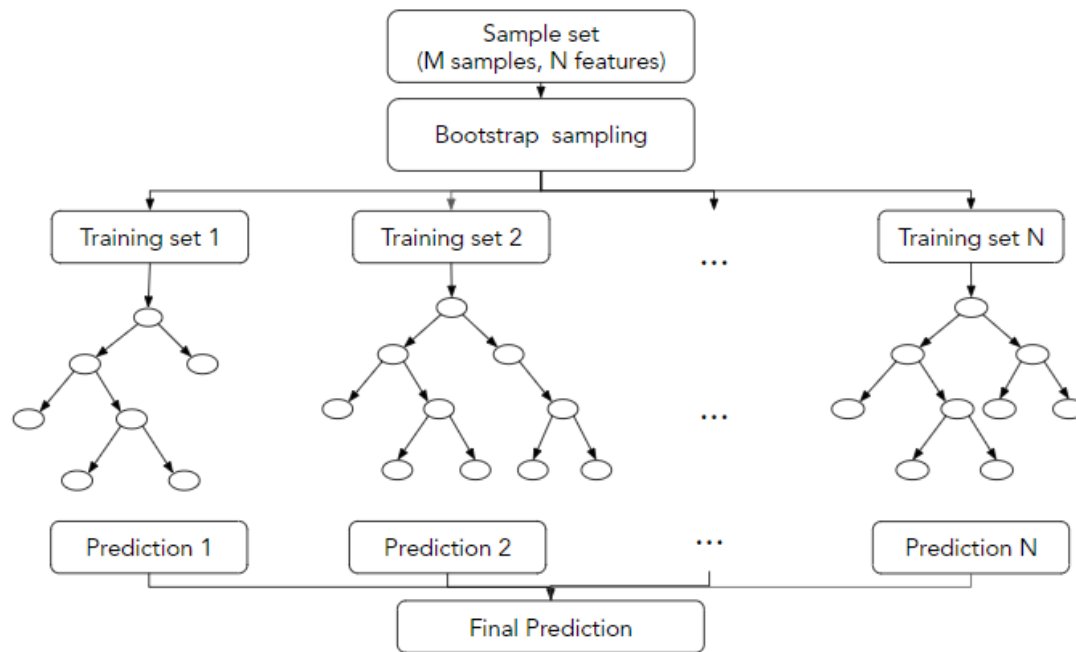 Sample set
(M samples, N features)
Bootstrap sampling
Training set 1
Training set 2
...
Training set N
...
Prediction 1
Prediction 2
...
Prediction N
Final Prediction